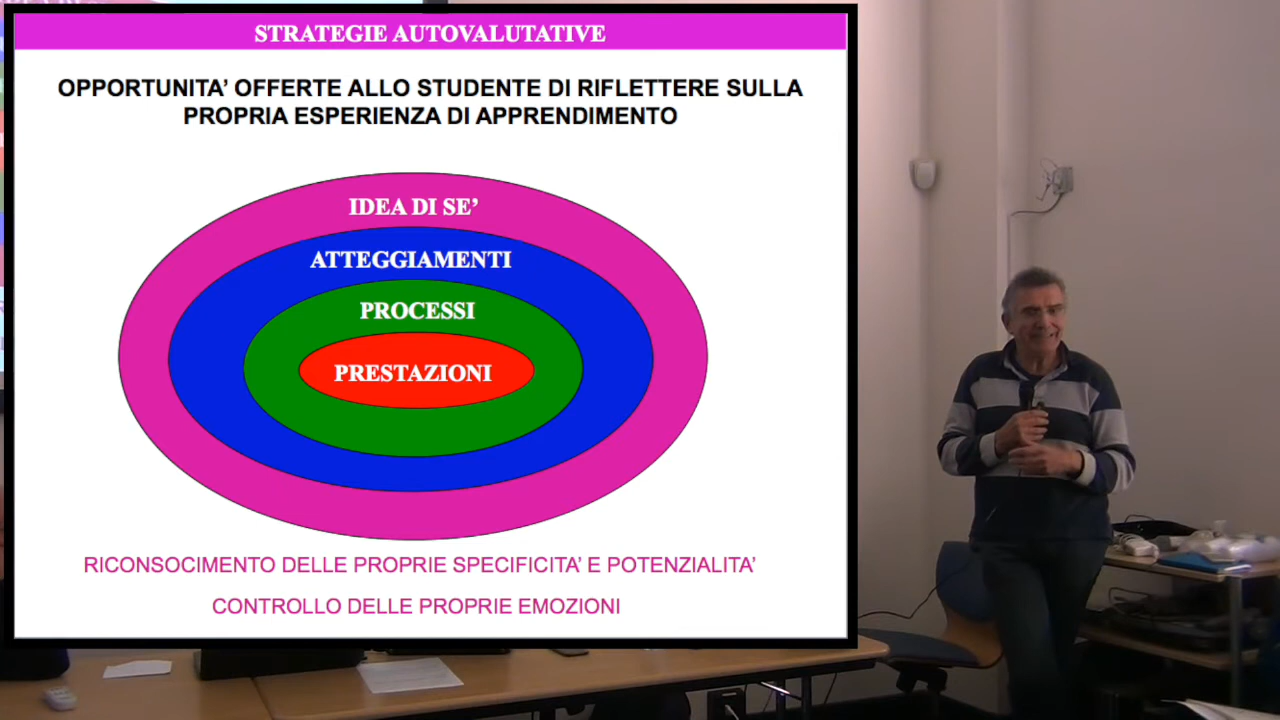 STRATEGIE AUTOVALUTATIVE
OPPORTUNITA’ OFFERTE ALLO STUDENTE DI RIFLETTERE SULLA
PROPRIA ESPERIENZA DI APPRENDIMENTO
IDEA DI SE’
ATTEGGIAMENTI
PROCESSI
PRESTAZIONI
RICONSOCIMENTO DELLE PROPRIE SPECIFICITA’ E POTENZIALITA’
CONTROLLO DELLE PROPRIE EMOZIONI